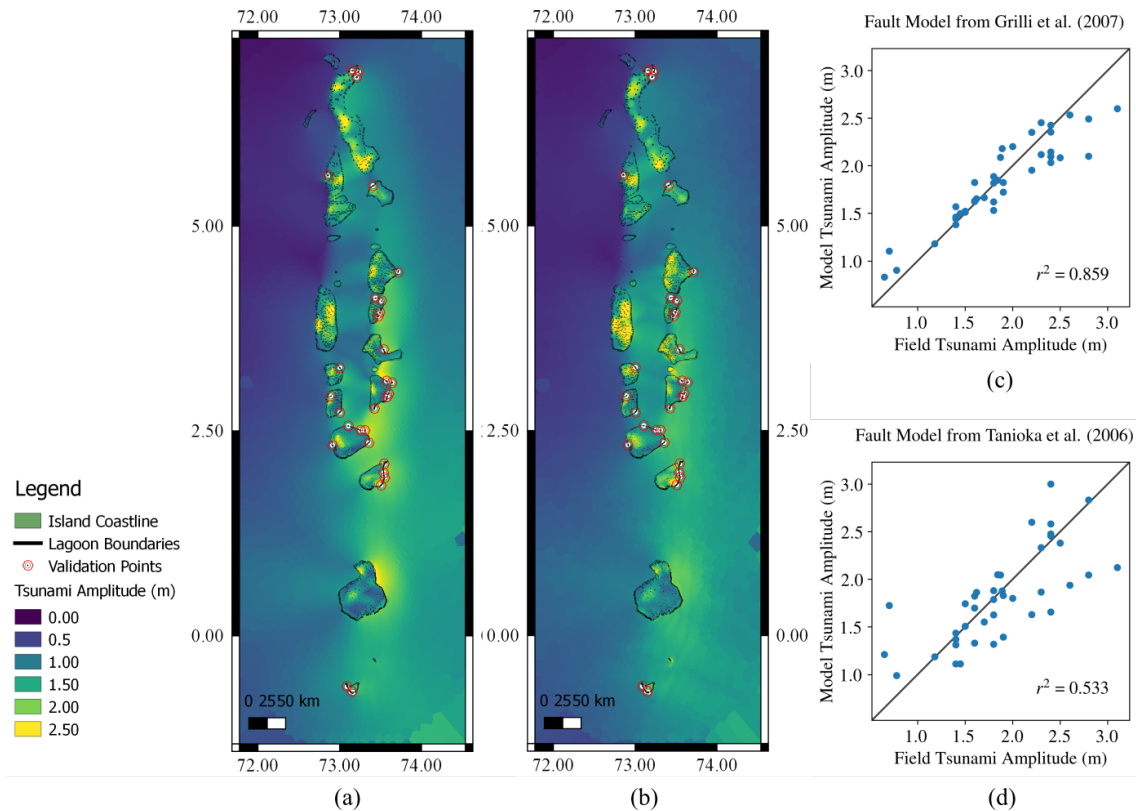 72.00 73.00 74.00
72.00 73.00 74.00
5.00
:5.00
2.50
12.50
2.50
0.00
10.00
0.00
0 2550 km
0 2550 km
72.00 73.00 74.00
72.00 73.00 74.00
(a)
(b)
Legend
Island Coastline
Lagoon Boundaries
Validation Points
Tsunami Amplitude (m)
0.00
0.5
1.00
1.50
2.00
2.50
Fault Model from Grilli et al. (2007)
Model Tsunami Amplitude (m)
3.0
2.5
2.0
1.5
1.0
r² = 0.859
1.0 1.5 2.0 2.5 3.0
Field Tsunami Amplitude (m)
(c)
Fault Model from Tanioka et al. (2006)
Model Tsunami Amplitude (m)
3.0
2.5
2.0
1.5
1.0
r² = 0.533
1.0 1.5 2.0 2.5 3.0
Field Tsunami Amplitude (m)
(d)